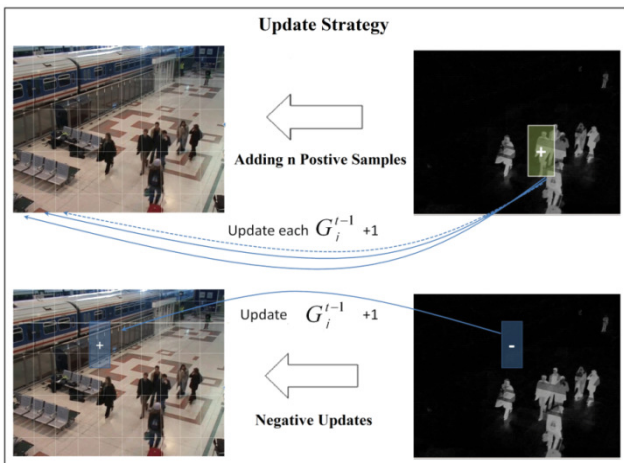 Update Strategy
+
Adding n Postive Samples
Update each G_i^{t-1} +1
Update G_i^{t-1} +1
+
-
Negative Updates